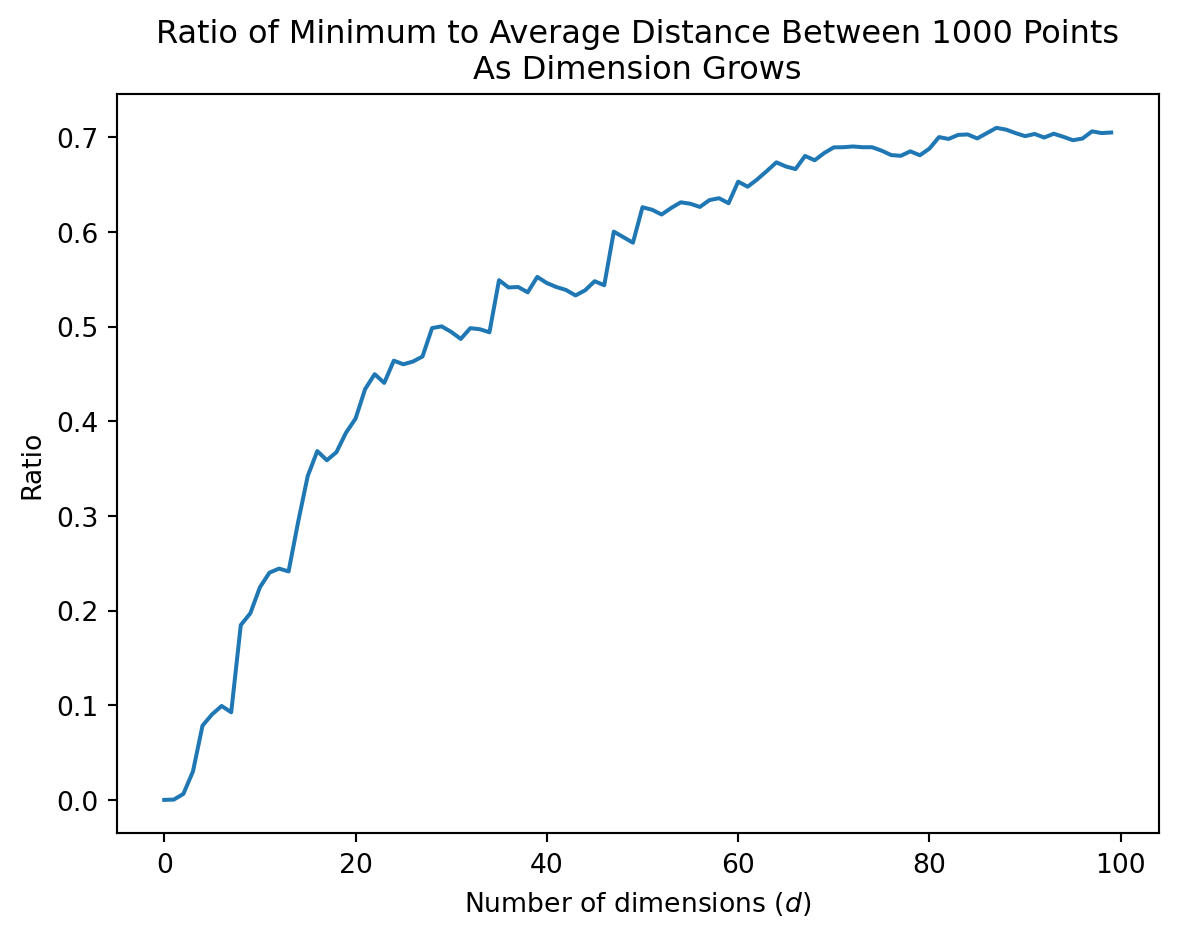 Ratio of Minimum to Average Distance Between 1000 Points
As Dimension Grows
Ratio
0.7
0.6
0.5
0.4
0.3
0.2
0.1
0.0
0 20 40 60 80 100
Number of dimensions (d)